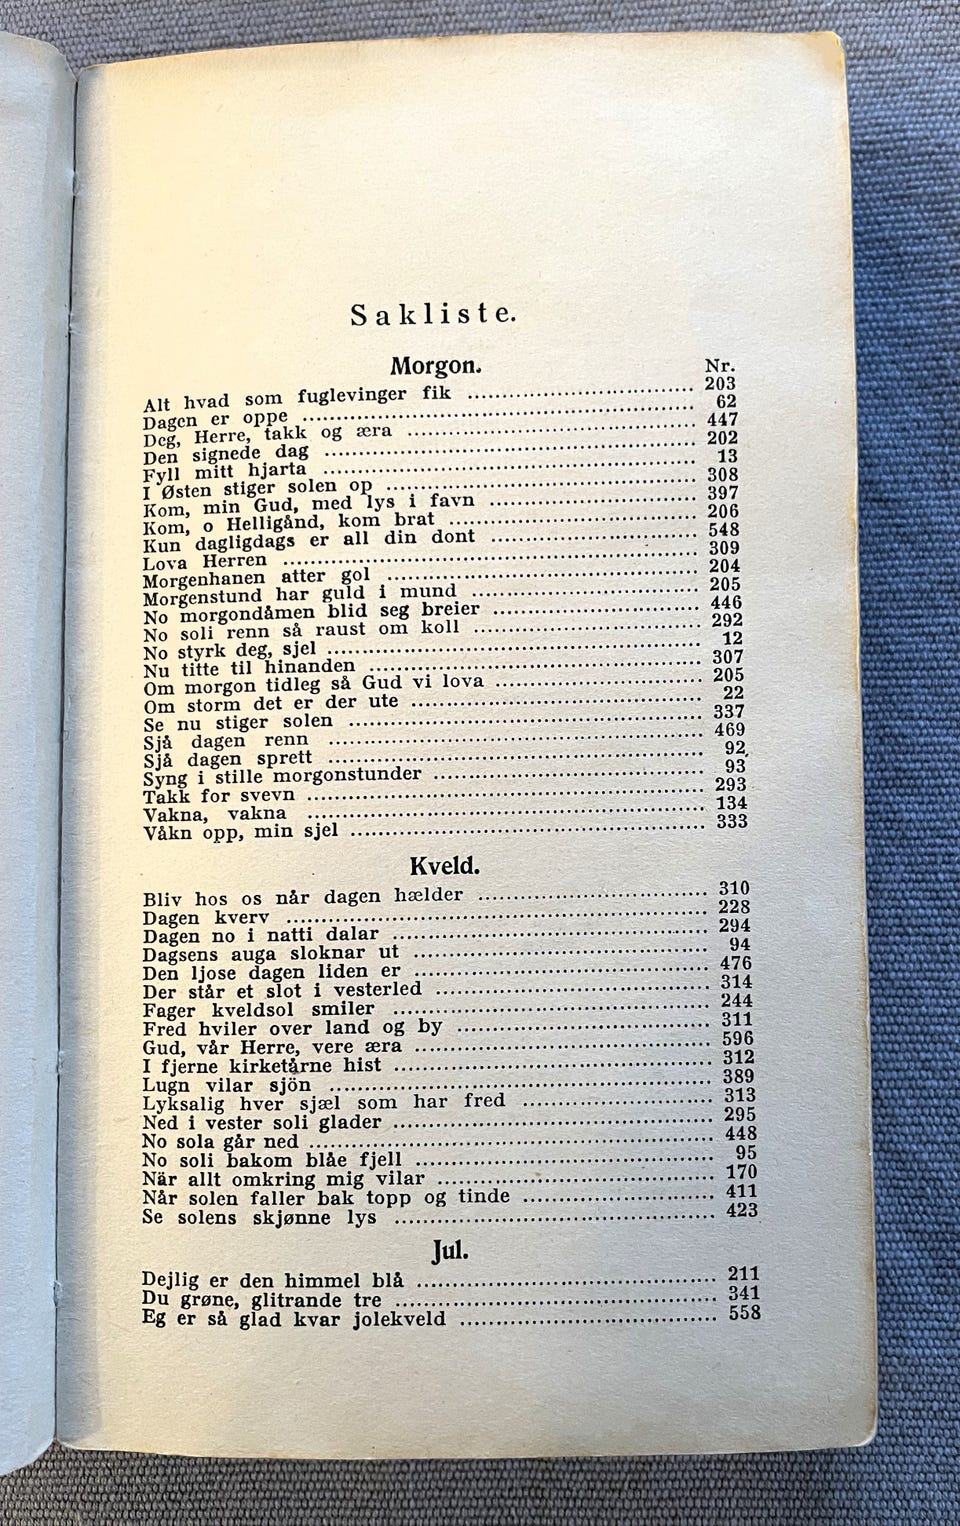 Sakliste.
Morgon. Nr.
Alt hvad som fuglevinger fik ........ 203
Dagen er oppe ........ 62
Deg, Herre, takk og æra ........ 447
Den signede dag ........ 202
Fyll mitt hjarta ........ 13
I Østen stiger solen op ........ 308
Kom, min Gud, med lys i favn ........ 397
Kom, o Helligånd, kom brat ........ 206
Kun dagligdags er all din dont ........ 548
Lova Herren ........ 309
Morgenhanen atter gol ........ 204
Morgenstund har guld i mund ........ 205
No morgondåmen blid seg breier ........ 446
No soli renn så raust om koll ........ 292
No styrk deg, sjel ........ 12
Nu titte til hinanden ........ 307
Om morgon tidleg så Gud vi lova ........ 205
Om storm det er der ute ........ 22
Se nu stiger solen ........ 337
Sjå dagen renn ........ 469
Sjå dagen sprett ........ 92
Syng i stille morgonstunder ........ 93
Takk for svevn ........ 293
Vakna, vakna ........ 134
Våkn opp, min sjel ........ 333
Kveld.
Bliv hos os når dagen hælder ........ 310
Dagen kverv ........ 228
Dagen no i natti dalar ........ 294
Dagsens auga sloknar ut ........ 94
Den ljose dagen liden er ........ 476
Der står et slot i vesterled ........ 314
Fager kveldsol smiler ........ 244
Fred hviler over land og by ........ 311
Gud, vår Herre, vere æra ........ 596
I fjerne kirketårne hist ........ 312
Lugn vilar sjön ........ 389
Lyksalig hver sjæl som har fred ........ 313
Ned i vester soli glader ........ 295
No sola går ned ........ 448
No soli bakom blåe fjell ........ 95
När allt omkring mig vilar ........ 170
Når solen faller bak topp og tinde ........ 411
Se solens skjønne lys ........ 423
Jul.
Dejlig er den himmel blå ........ 211
Du grøne, glitrande tre ........ 341
Eg er så glad kvar jolekveld ........ 558